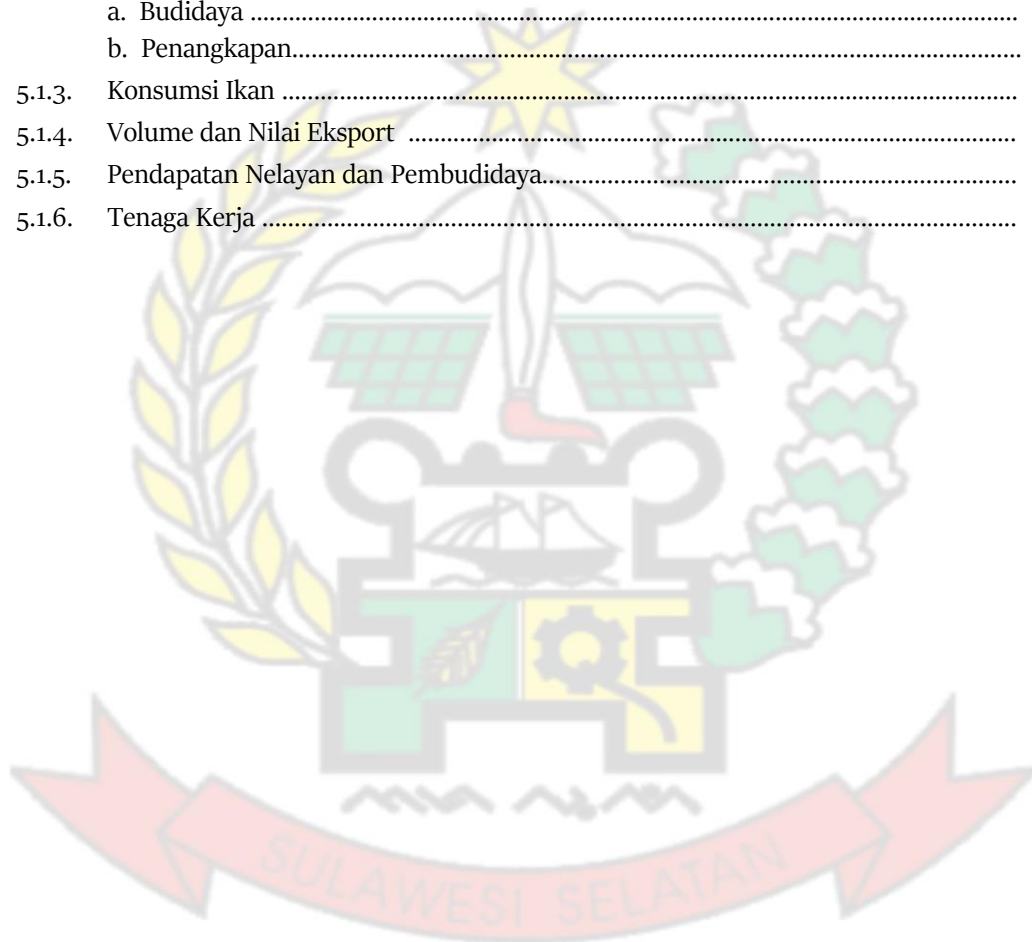 a. Budidaya ................................................................................................................
b. Penangkapan..........................................................................................................
5.1.3. Konsumsi Ikan ...........................................................................................................
5.1.4. Volume dan Nilai Eksport ........................................................................................
5.1.5. Pendapatan Nelayan dan Pembudidaya.....................................................................
5.1.6. Tenaga Kerja ..............................................................................................................
SULAWESI SELATAN